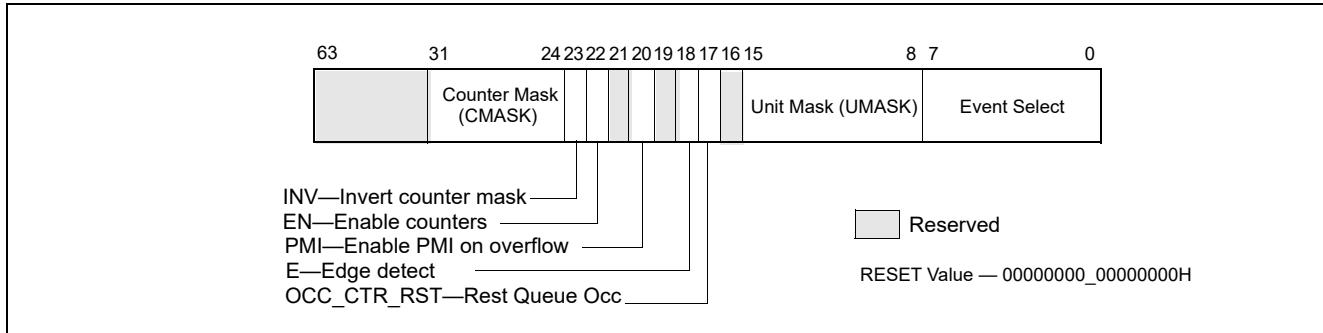 63 31 24 23 22 21 20 19 18 17 16 15 8 7 0
Counter Mask
(CMASK)
Unit Mask (UMASK)
Event Select
INV—Invert counter mask
EN—Enable counters
PMI—Enable PMI on overflow
E—Edge detect
OCC_CTR_RST—Rest Queue Occ
Reserved
RESET Value — 00000000_00000000H